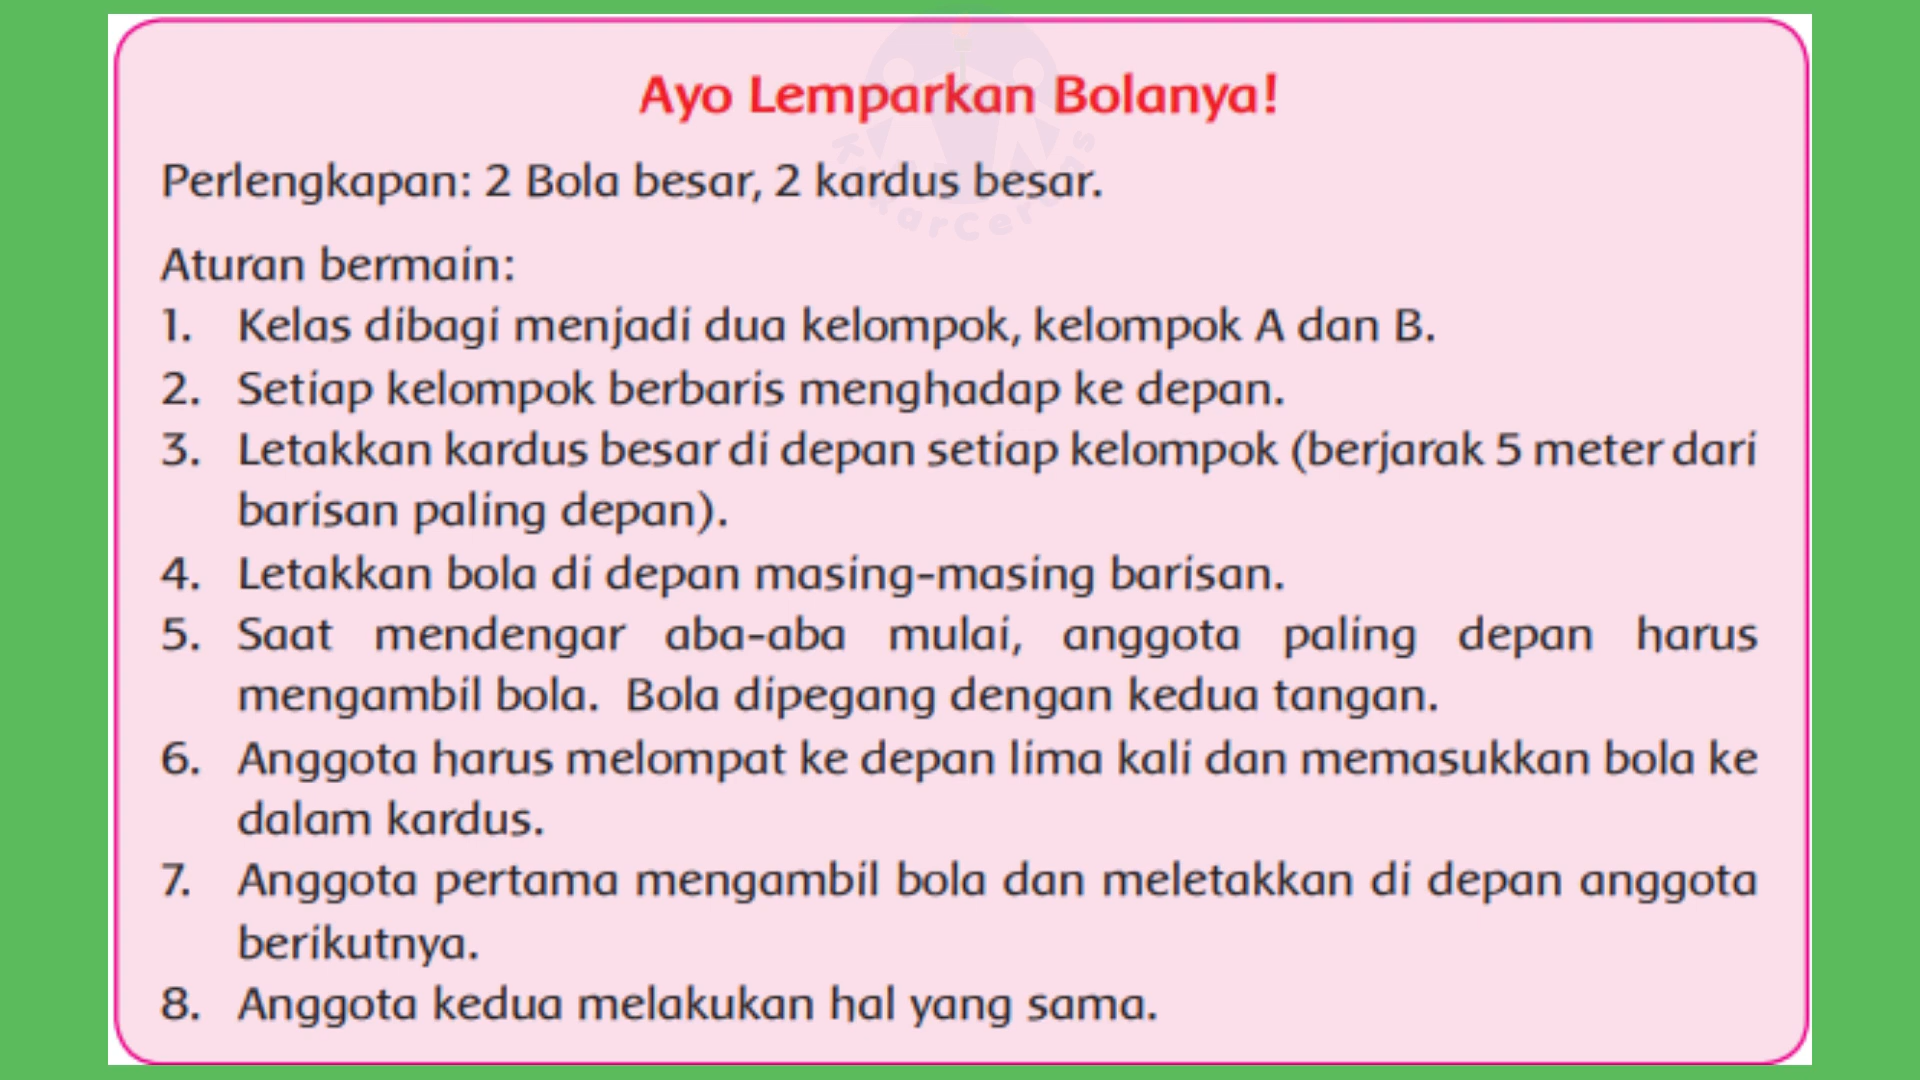 Ayo Lemparkan Bolanya!
Perlengkapan: 2 Bola besar, 2 kardus besar.
Aturan bermain:
1. Kelas dibagi menjadi dua kelompok, kelompok A dan B.
2. Setiap kelompok berbaris menghadap ke depan.
3. Letakkan kardus besar di depan setiap kelompok (berjarak 5 meter dari
barisan paling depan).
4. Letakkan bola di depan masing-masing barisan.
5. Saat mendengar aba-aba mulai, anggota paling depan harus
mengambil bola. Bola dipegang dengan kedua tangan.
6. Anggota harus melompat ke depan lima kali dan memasukkan bola ke
dalam kardus.
7. Anggota pertama mengambil bola dan meletakkan di depan anggota
berikutnya.
8. Anggota kedua melakukan hal yang sama.